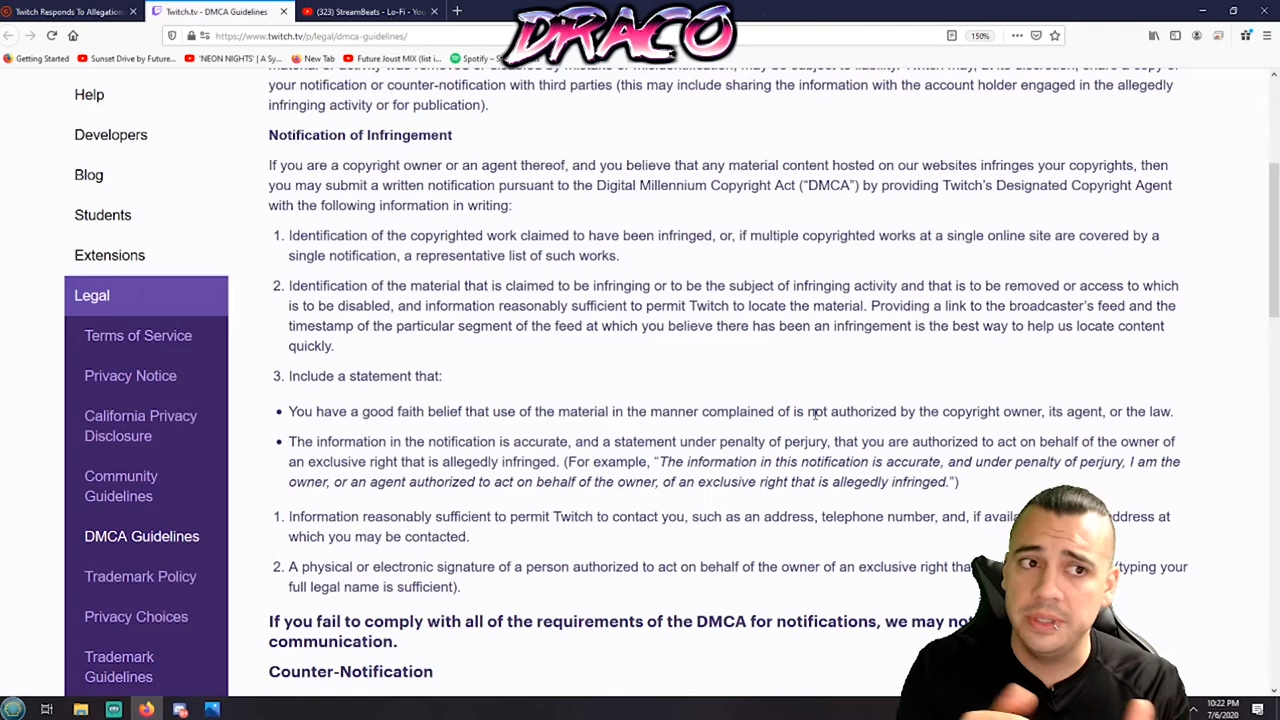 Twitch Responds To Allegation
Twitch.tv - DMCA Guidelines
(323) StreamBeats - Lo-Fi - You
DRACO
https://www.twitch.tv/p/legal/dmca-guidelines/
150%
Getting Started
Sunset Drive by Future...
'NEON NIGHTS' | A Sy...
New Tab
Future Joust MIX (inst...
Spotify –
your notification or counter-notification with third parties (this may include sharing the information with the account holder engaged in the allegedly
infringing activity or for publication).
Help
Developers
Blog
Students
Extensions
Legal
Terms of Service
Privacy Notice
California Privacy
Disclosure
Community
Guidelines
DMCA Guidelines
Trademark Policy
Privacy Choices
Trademark
Guidelines
Notification of Infringement
If you are a copyright owner or an agent thereof, and you believe that any material content hosted on our websites infringes your copyrights, then
you may submit a written notification pursuant to the Digital Millennium Copyright Act (“DMCA”) by providing Twitch’s Designated Copyright Agent
with the following information in writing:
1. Identification of the copyrighted work claimed to have been infringed, or, if multiple copyrighted works at a single online site are covered by a
single notification, a representative list of such works.
2. Identification of the material that is claimed to be infringing or to be the subject of infringing activity and that is to be removed or access to which
is to be disabled, and information reasonably sufficient to permit Twitch to locate the material. Providing a link to the broadcaster’s feed and the
timestamp of the particular segment of the feed at which you believe there has been an infringement is the best way to help us locate content
quickly.
3. Include a statement that:
• You have a good faith belief that use of the material in the manner complained of is not authorized by the copyright owner, its agent, or the law.
• The information in the notification is accurate, and a statement under penalty of perjury, that you are authorized to act on behalf of the owner of
an exclusive right that is allegedly infringed. (For example, “The information in this notification is accurate, and under penalty of perjury, I am the
owner, or an agent authorized to act on behalf of the owner, of an exclusive right that is allegedly infringed.”)
1. Information reasonably sufficient to permit Twitch to contact you, such as an address, telephone number, and, if address at
which you may be contacted.
2. A physical or electronic signature of a person authorized to act on behalf of the owner of an exclusive right (typing your
full legal name is sufficient).
If you fail to comply with all of the requirements of the DMCA for notifications, we may
communication.
Counter-Notification
10:22 PM
7/6/2020